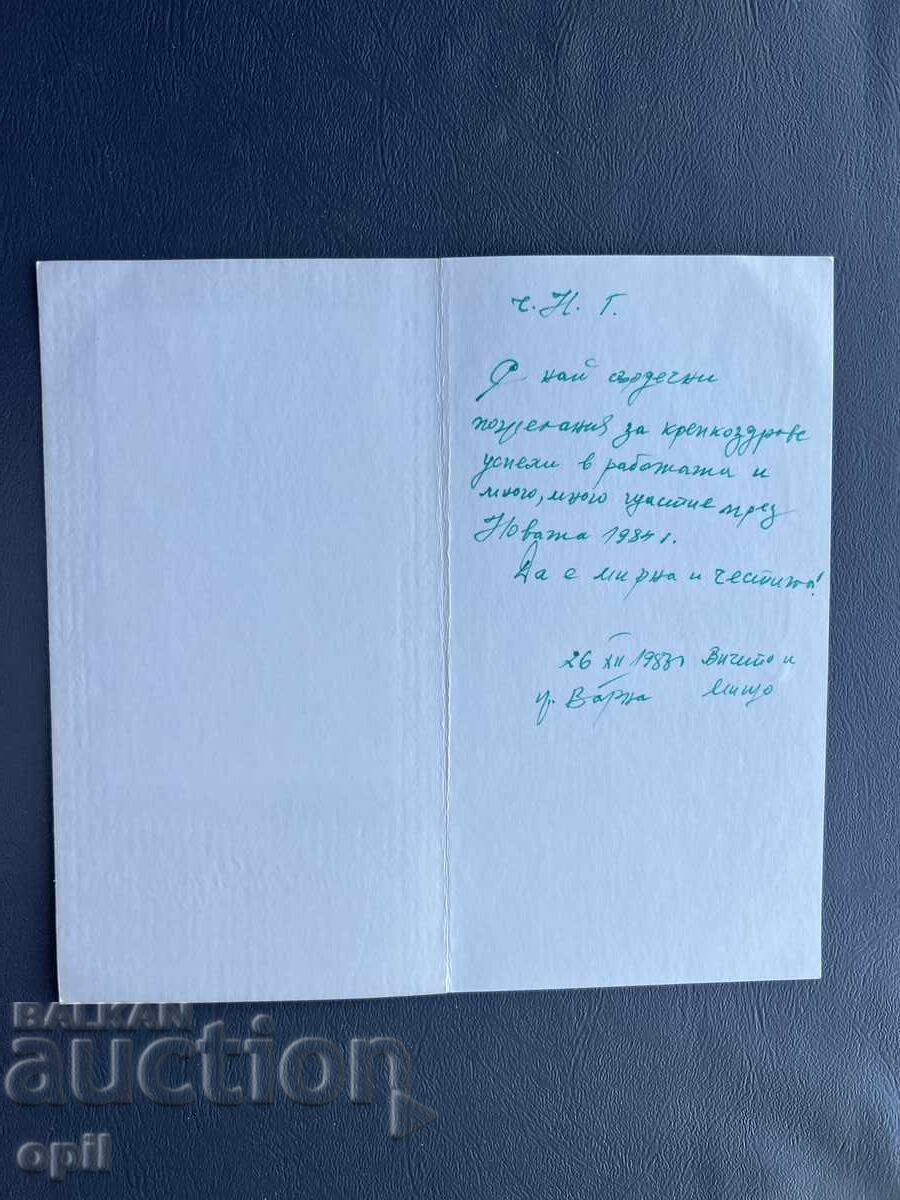 ч. Н. Г.
С най сърдечни
пожелания за крепко здраве
успехи в работата и
много, много щастие през
Новата 1984 г.
Да е мирна и честита!
26 XII 1983 г. и
гр. Варна Мицо
BALKAN
auction
opil